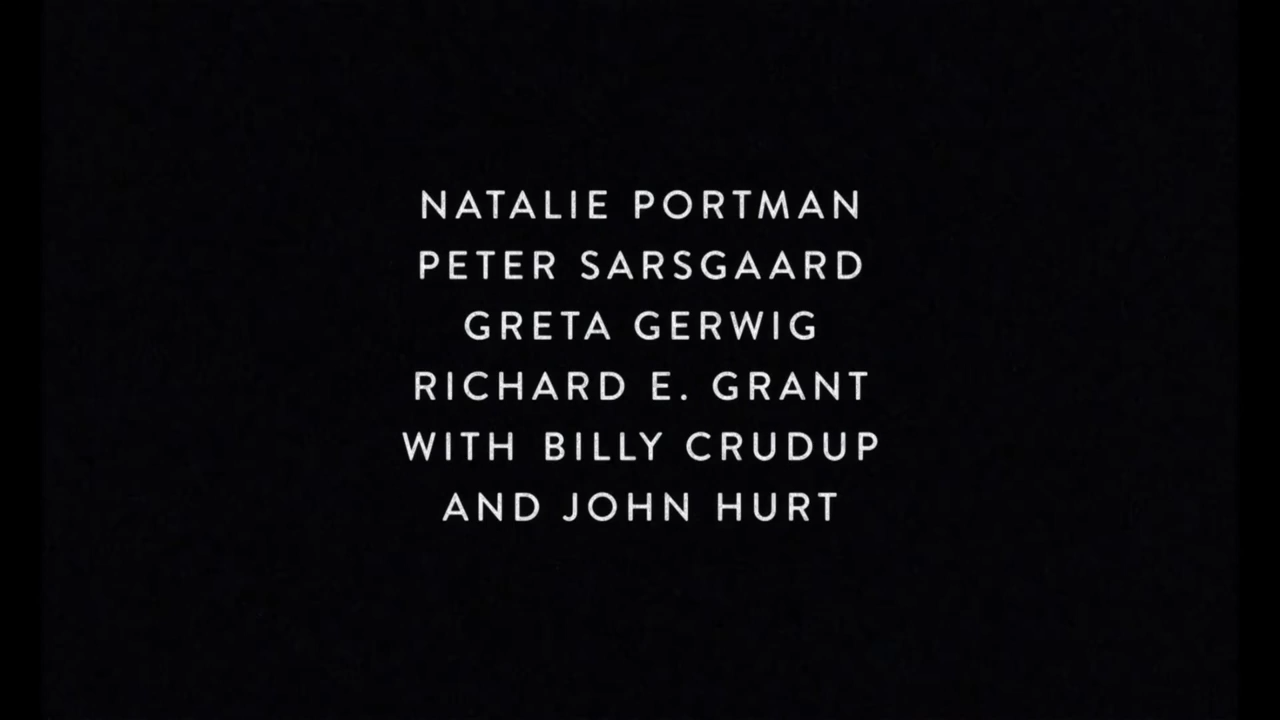 NATALIE PORTMAN
PETER SARSGAARD
GRETA GERWIG
RICHARD E. GRANT
WITH BILLY CRUDUP
AND JOHN HURT